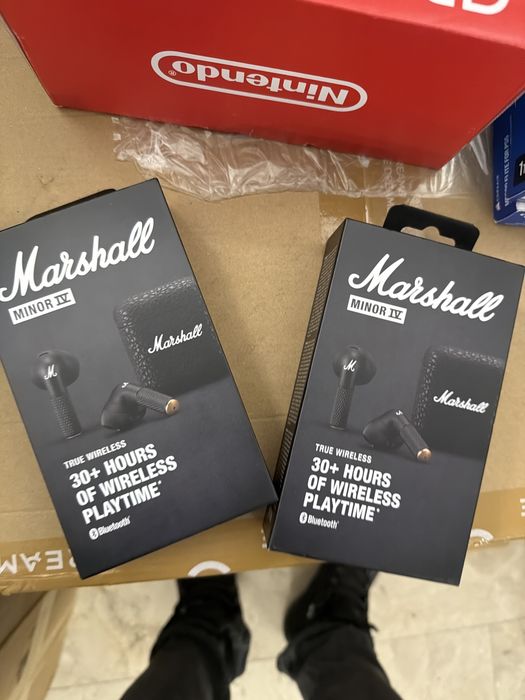 Nintendo
Marshall
MINOR IV
Marshall
M
TRUE WIRELESS
30+ HOURS
OF WIRELESS
PLAYTIME*
Bluetooth®
Marshall
MINOR IV
Marshall
M
TRUE WIRELESS
30+ HOURS
OF WIRELESS
PLAYTIME*
Bluetooth®
REAM